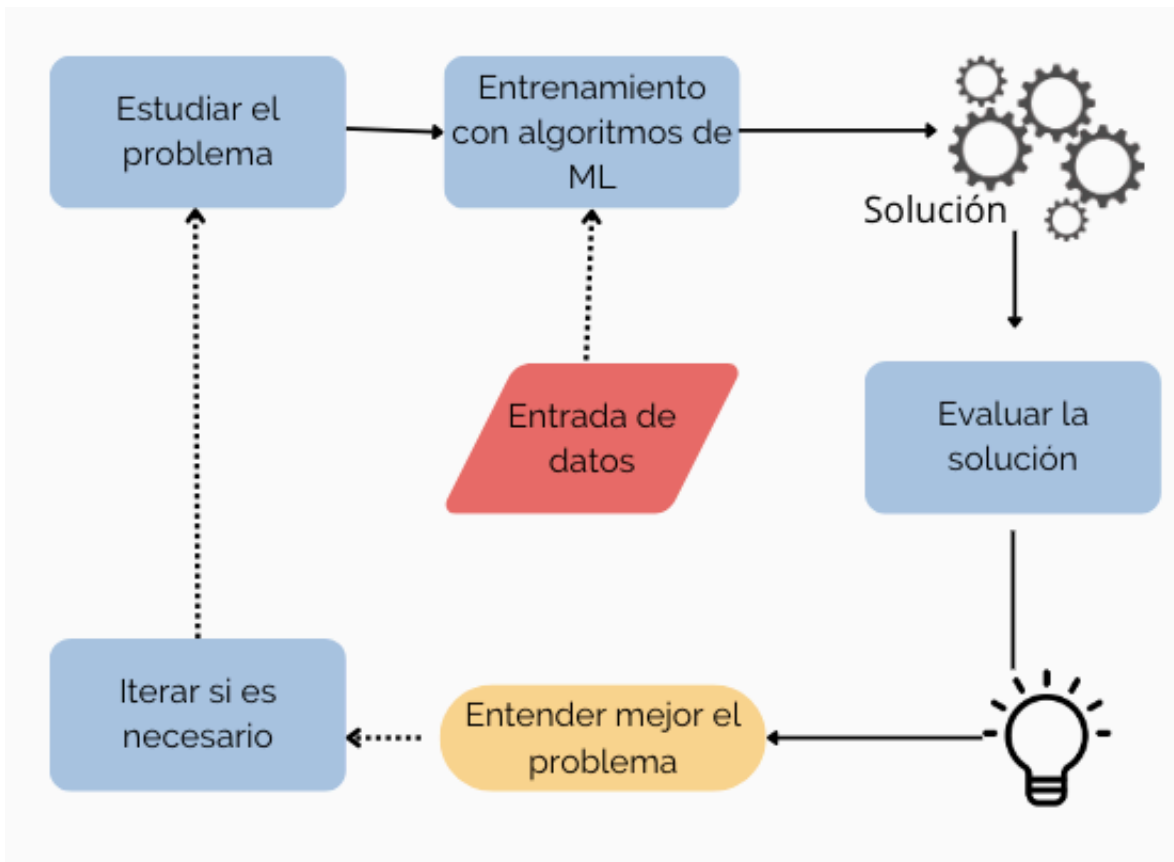 Estudiar el
problema
Entrenamiento
con algoritmos de
ML
Solución
Entrada de
datos
Evaluar la
solución
Iterar si es
necesario
Entender mejor el
problema